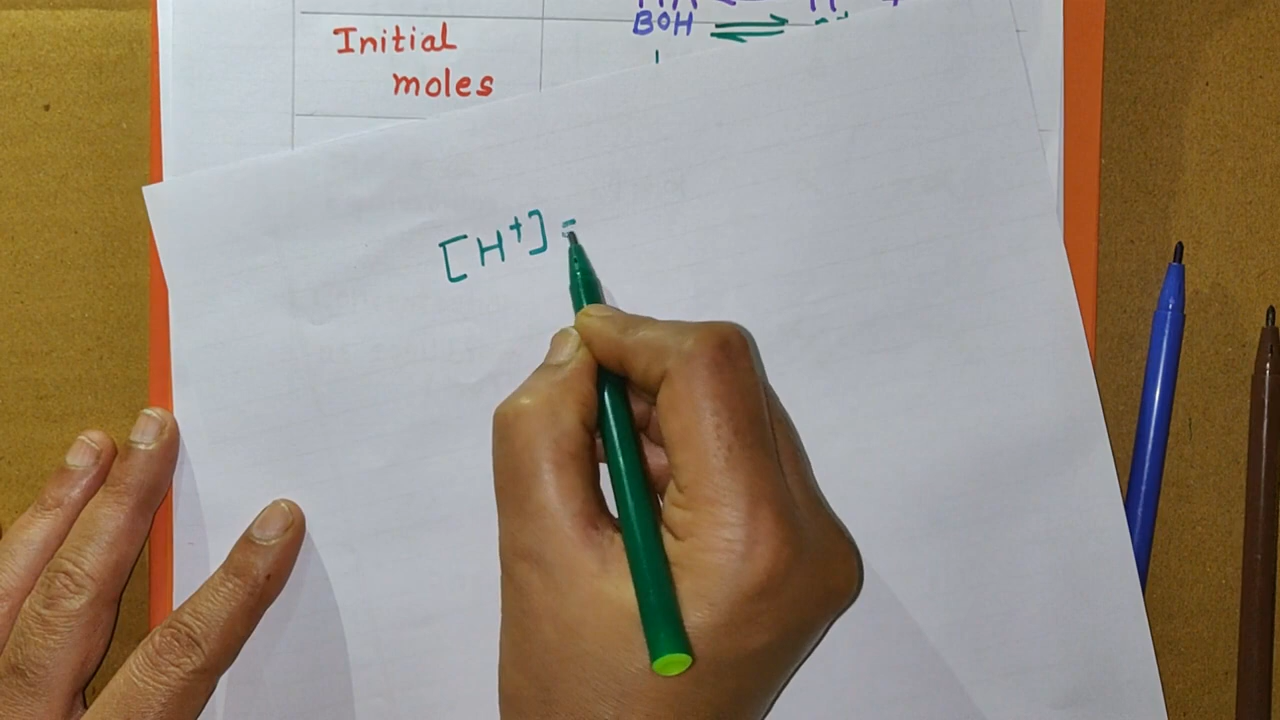 BOH ⇌
Initial
moles
[H⁺] =